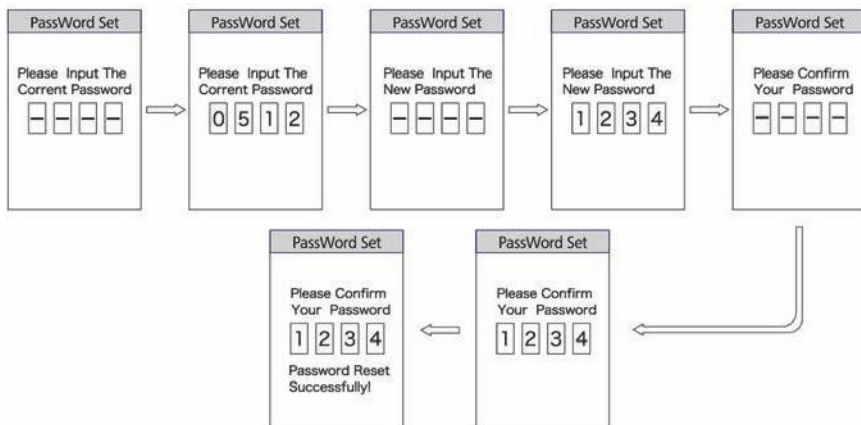 PassWord Set
Please Input The
Corrent Password
– – – –
PassWord Set
Please Input The
Corrent Password
0 5 1 2
PassWord Set
Please Input The
New Password
– – – –
PassWord Set
Please Input The
New Password
1 2 3 4
PassWord Set
Please Confirm
Your Password
– – – –
PassWord Set
Please Confirm
Your Password
1 2 3 4
PassWord Set
Please Confirm
Your Password
1 2 3 4
Password Reset
Successfully!